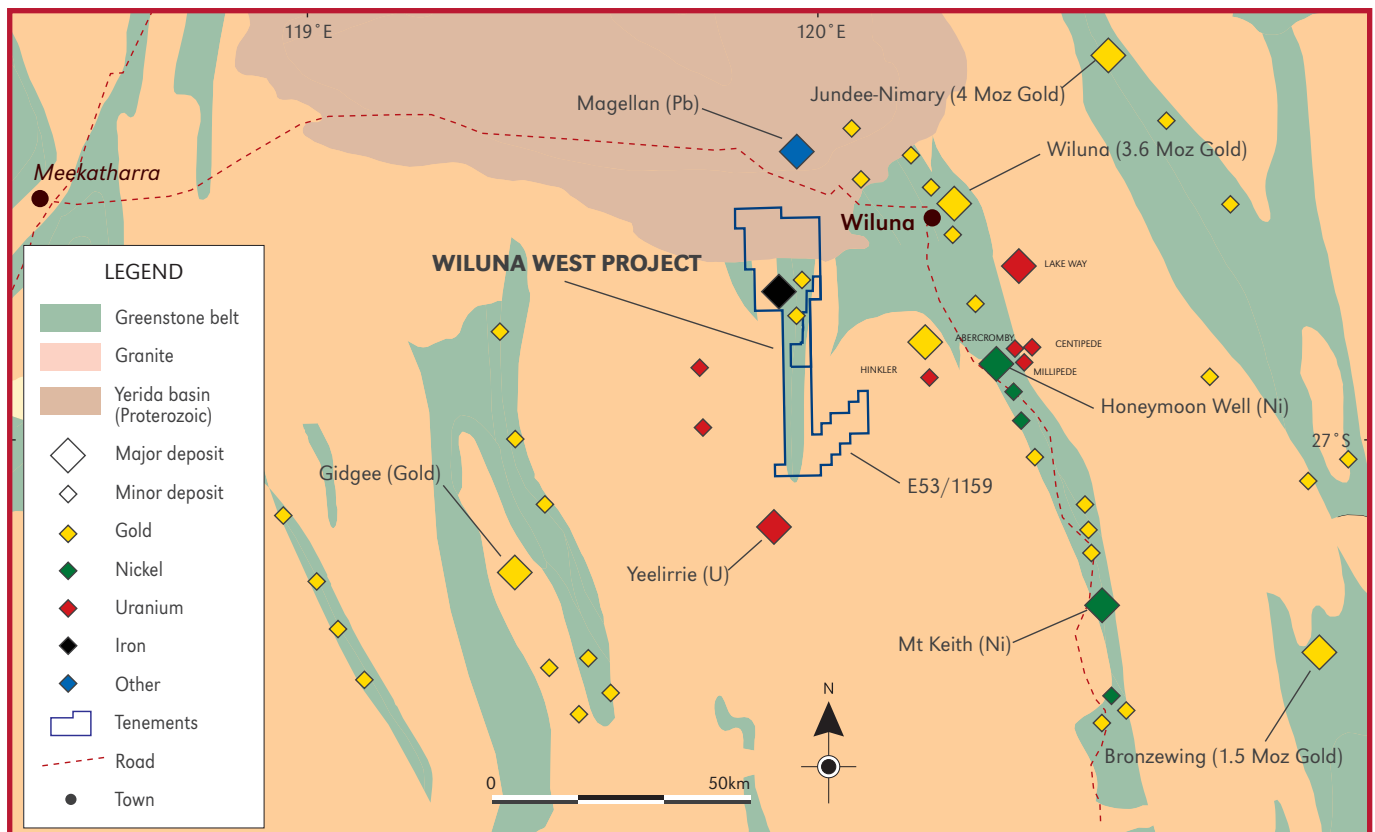 119˚E
120˚E
Jundee-Nimary (4 Moz Gold)
Magellan (Pb)
Wiluna (3.6 Moz Gold)
Meekatharra
Wiluna
WILUNA WEST PROJECT
LAKE WAY
ABERCROMBY
CENTIPEDE
HINKLER
MILLIPEDE
Honeymoon Well (Ni)
27˚S
Gidgee (Gold)
E53/1159
Yeelirrie (U)
Mt Keith (Ni)
Bronzewing (1.5 Moz Gold)
N
0
50km
LEGEND
Greenstone belt
Granite
Yerida basin
(Proterozoic)
Major deposit
Minor deposit
Gold
Nickel
Uranium
Iron
Other
Tenements
Road
Town